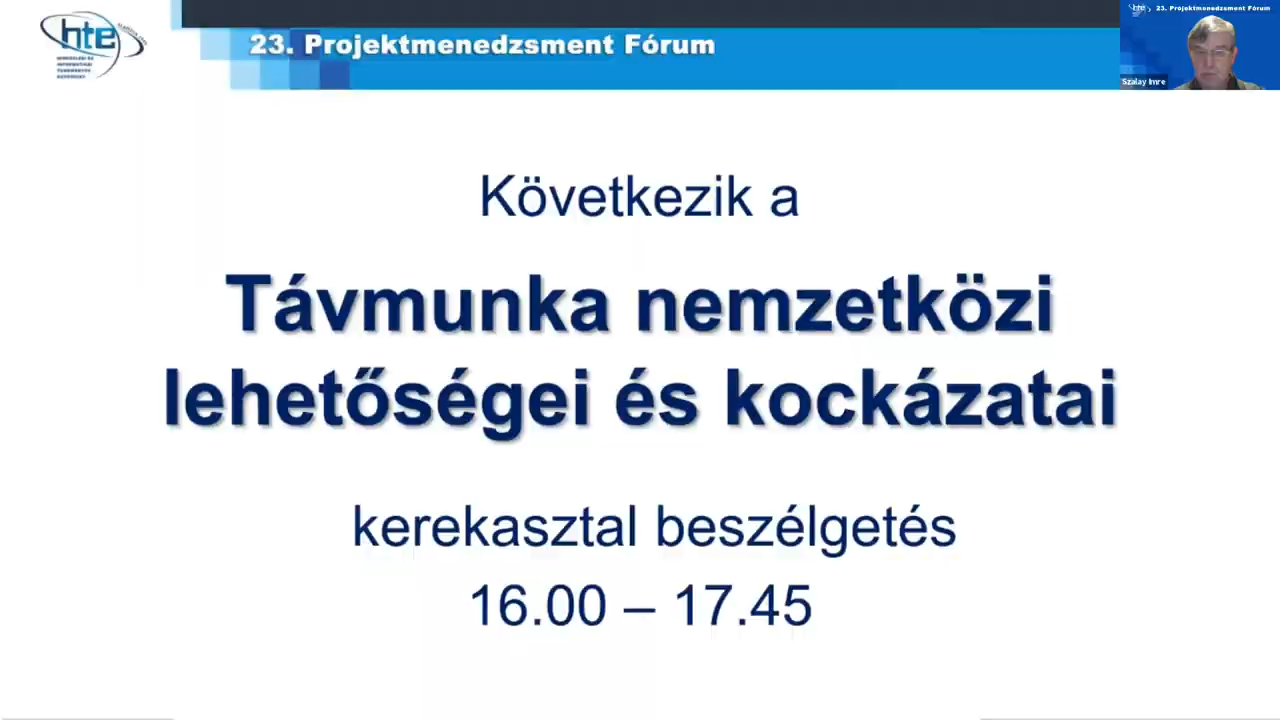 hte
23. Projektmenedzsment Fórum
23. Projektmenedzsment Fórum
Szalay Imre
Következik a
Távmunka nemzetközi
lehetőségei és kockázatai
kerekasztal beszélgetés
16.00 – 17.45